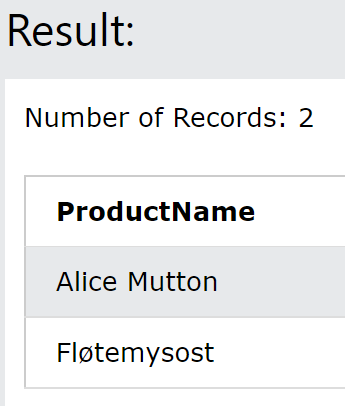 Result:
Number of Records: 2
ProductName
Alice Mutton
Fløtemysost